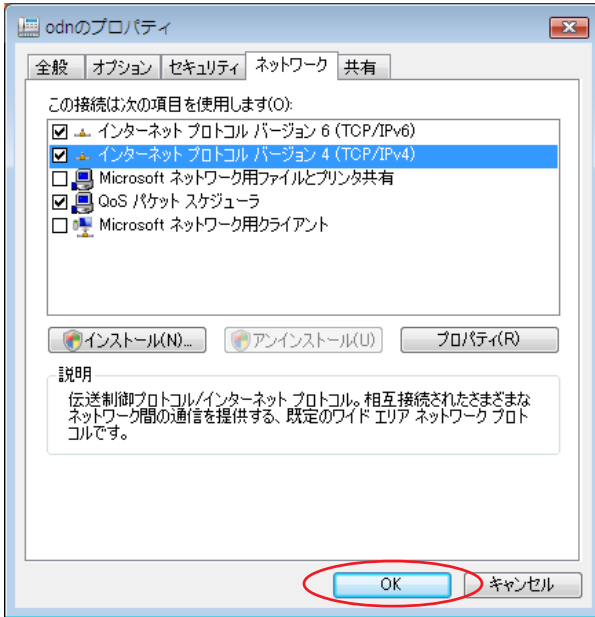 odnのプロパティ
全般 オプション セキュリティ ネットワーク 共有
この接続は次の項目を使用します(O):
インターネット プロトコル バージョン 6 (TCP/IPv6)
インターネット プロトコル バージョン 4 (TCP/IPv4)
Microsoft ネットワーク用ファイルとプリンタ共有
QoS パケット スケジューラ
Microsoft ネットワーク用クライアント
インストール(N)... アンインストール(U) プロパティ(R)
説明
伝送制御プロトコル/インターネット プロトコル。相互接続されたさまざまな
ネットワーク間の通信を提供する、既定のワイド エリア ネットワーク プロト
コルです。
OK キャンセル